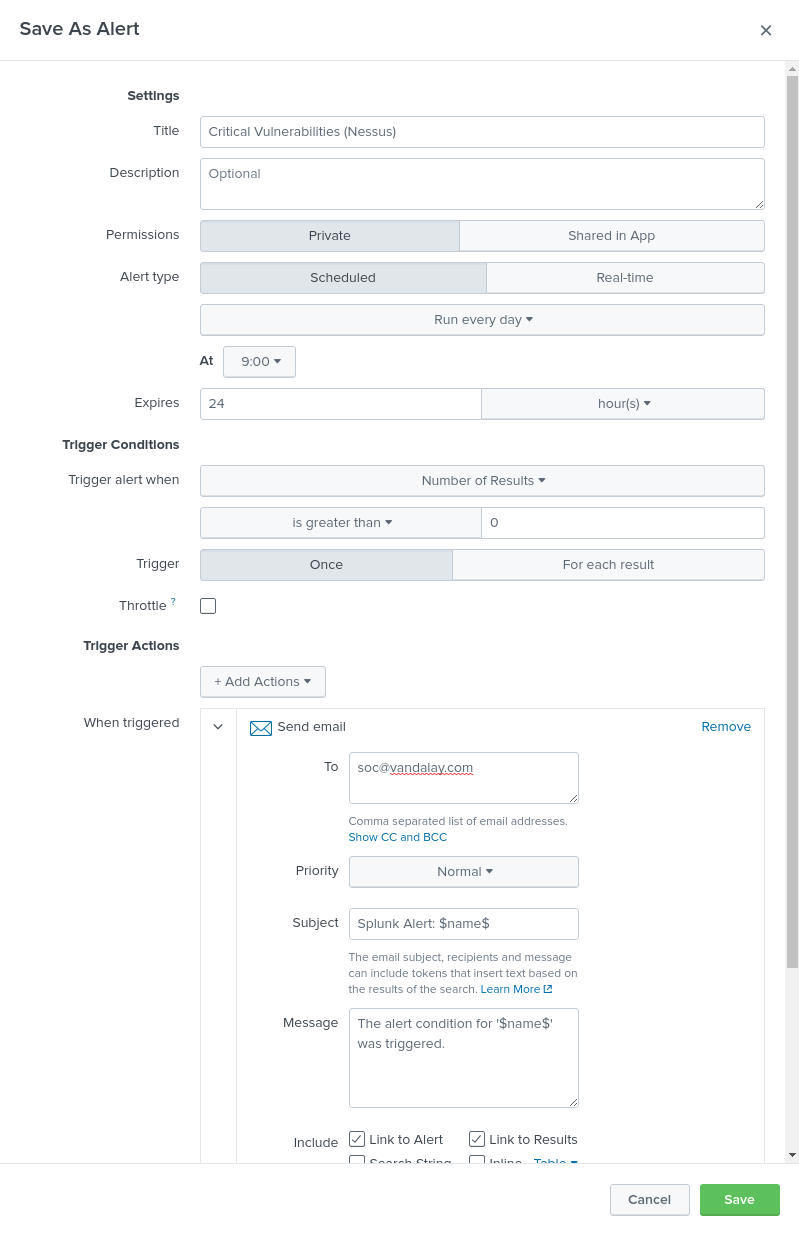 Save As Alert
×
Settings
Title Critical Vulnerabilities (Nessus)
Description Optional
Permissions Private Shared in App
Alert type Scheduled Real-time
Run every day
At 9:00
Expires 24 hour(s)
Trigger Conditions
Trigger alert when Number of Results
is greater than 0
Trigger Once For each result
Throttle ?
Trigger Actions
+ Add Actions
When triggered Send email Remove
To soc@vandalay.com
Comma separated list of email addresses.
Show CC and BCC
Priority Normal
Subject Splunk Alert: $name$
The email subject, recipients and message
can include tokens that insert text based on
the results of the search. Learn More
Message The alert condition for '$name$'
was triggered.
Include Link to Alert Link to Results
Search String Inline Table
Cancel Save